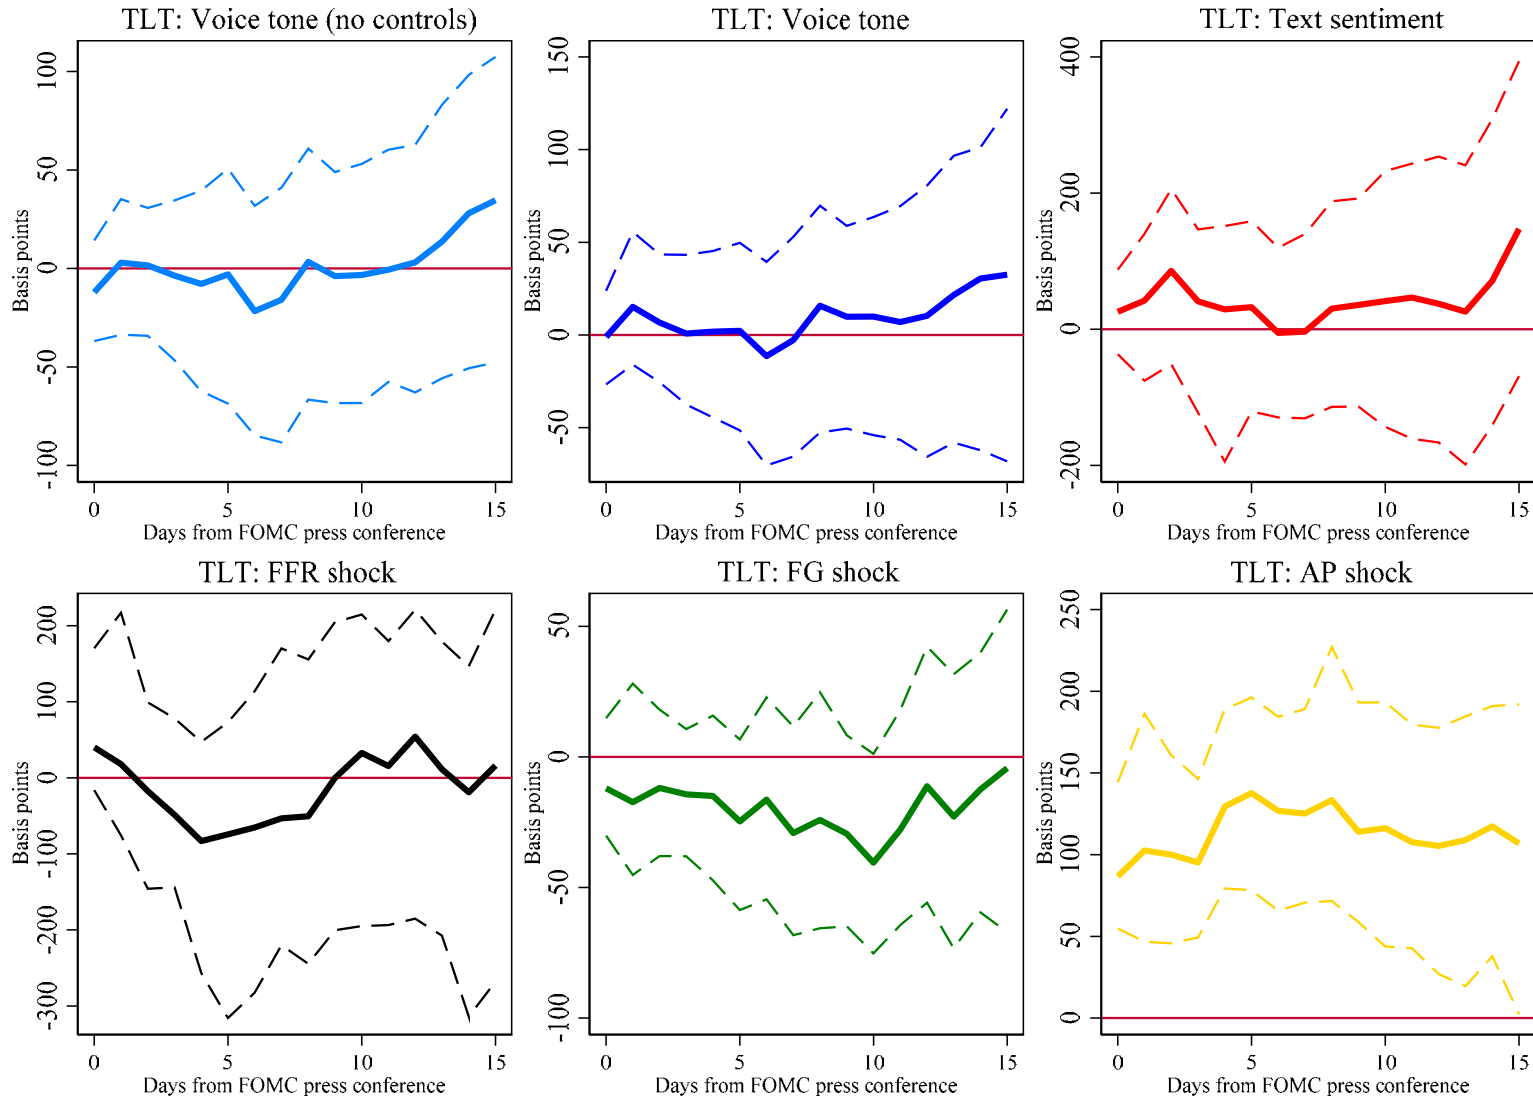 TLT: Voice tone (no controls)
Basis points
100
50
0
-50
-100
0 5 10 15
Days from FOMC press conference
TLT: Voice tone
Basis points
150
100
50
0
-50
0 5 10 15
Days from FOMC press conference
TLT: Text sentiment
Basis points
400
200
0
-200
0 5 10 15
Days from FOMC press conference
TLT: FFR shock
Basis points
200
100
0
-100
-200
-300
0 5 10 15
Days from FOMC press conference
TLT: FG shock
Basis points
50
0
-50
-100
0 5 10 15
Days from FOMC press conference
TLT: AP shock
Basis points
250
200
150
100
50
0
0 5 10 15
Days from FOMC press conference